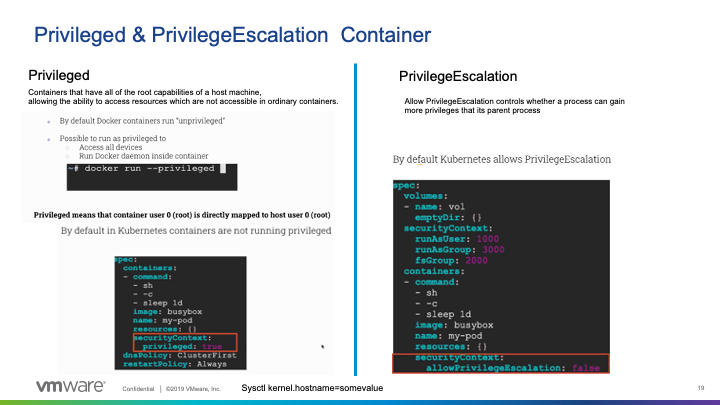 Privileged & PrivilegeEscalation  Container
Privileged
Containers that have all of the root capabilities of a host machine,
allowing the ability to access resources which are not accessible in ordinary containers.
• By default Docker containers run "unprivileged"
• Possible to run as privileged to
○ Access all devices
○ Run Docker daemon inside container
~# docker run --privileged
Privileged means that container user 0 (root) is directly mapped to host user 0 (root)
By default in Kubernetes containers are not running privileged
spec:
containers:
- command:
- sh
- -c
- sleep 1d
image: busybox
name: my-pod
resources: {}
securityContext:
privileged: true
dnsPolicy: ClusterFirst
restartPolicy: Always
PrivilegeEscalation
Allow PrivilegeEscalation controls whether a process can gain
more privileges that its parent process
By default Kubernetes allows PrivilegeEscalation
spec:
volumes:
- name: vol
emptyDir: {}
securityContext:
runAsUser: 1000
runAsGroup: 3000
fsGroup: 2000
containers:
- command:
- sh
- -c
- sleep 1d
image: busybox
name: my-pod
resources: {}
securityContext:
allowPrivilegeEscalation: false
vmware®
Confidential | ©2019 VMware, Inc.
Sysctl kernel.hostname=somevalue
19